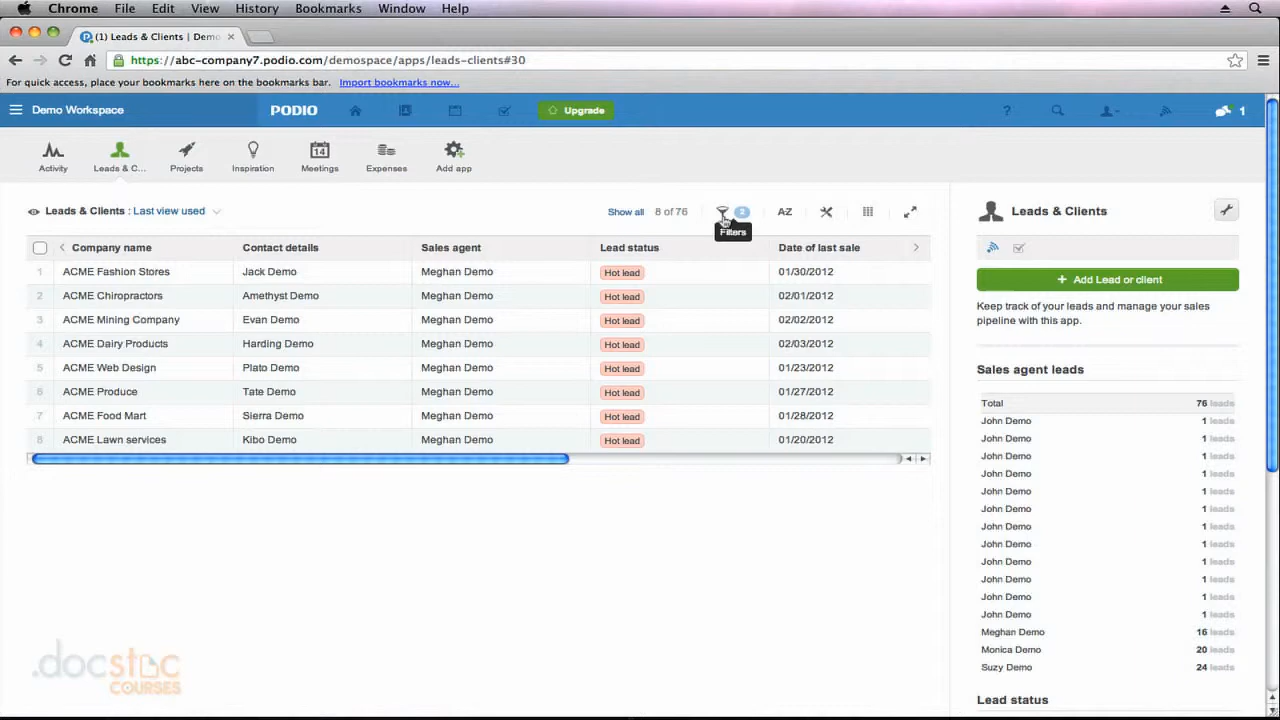 Chrome File Edit View History Bookmarks Window Help
(1) Leads & Clients | Demo
https://abc-company7.podio.com/demospace/apps/leads-clients#30
For quick access, place your bookmarks here on the bookmarks bar. Import bookmarks now...
Demo Workspace PODIO Upgrade ? 1
14
Activity Leads & C... Projects Inspiration Meetings Expenses Add app
Leads & Clients : Last view used Show all 8 of 76 2 A-Z
Filters
Company name Contact details Sales agent Lead status Date of last sale
1 ACME Fashion Stores Jack Demo Meghan Demo Hot lead 01/30/2012
2 ACME Chiropractors Amethyst Demo Meghan Demo Hot lead 02/01/2012
3 ACME Mining Company Evan Demo Meghan Demo Hot lead 02/02/2012
4 ACME Dairy Products Harding Demo Meghan Demo Hot lead 02/03/2012
5 ACME Web Design Plato Demo Meghan Demo Hot lead 01/23/2012
6 ACME Produce Tate Demo Meghan Demo Hot lead 01/27/2012
7 ACME Food Mart Sierra Demo Meghan Demo Hot lead 01/28/2012
8 ACME Lawn services Kibo Demo Meghan Demo Hot lead 01/20/2012
Leads & Clients
+ Add Lead or client
Keep track of your leads and manage your sales
pipeline with this app.
Sales agent leads
Total 76 leads
John Demo 1 leads
John Demo 1 leads
John Demo 1 leads
John Demo 1 leads
John Demo 1 leads
John Demo 1 leads
John Demo 1 leads
John Demo 1 leads
John Demo 1 leads
John Demo 1 leads
John Demo 1 leads
John Demo 1 leads
Meghan Demo 16 leads
Monica Demo 20 leads
Suzy Demo 24 leads
Lead status
.docstoc
COURSES